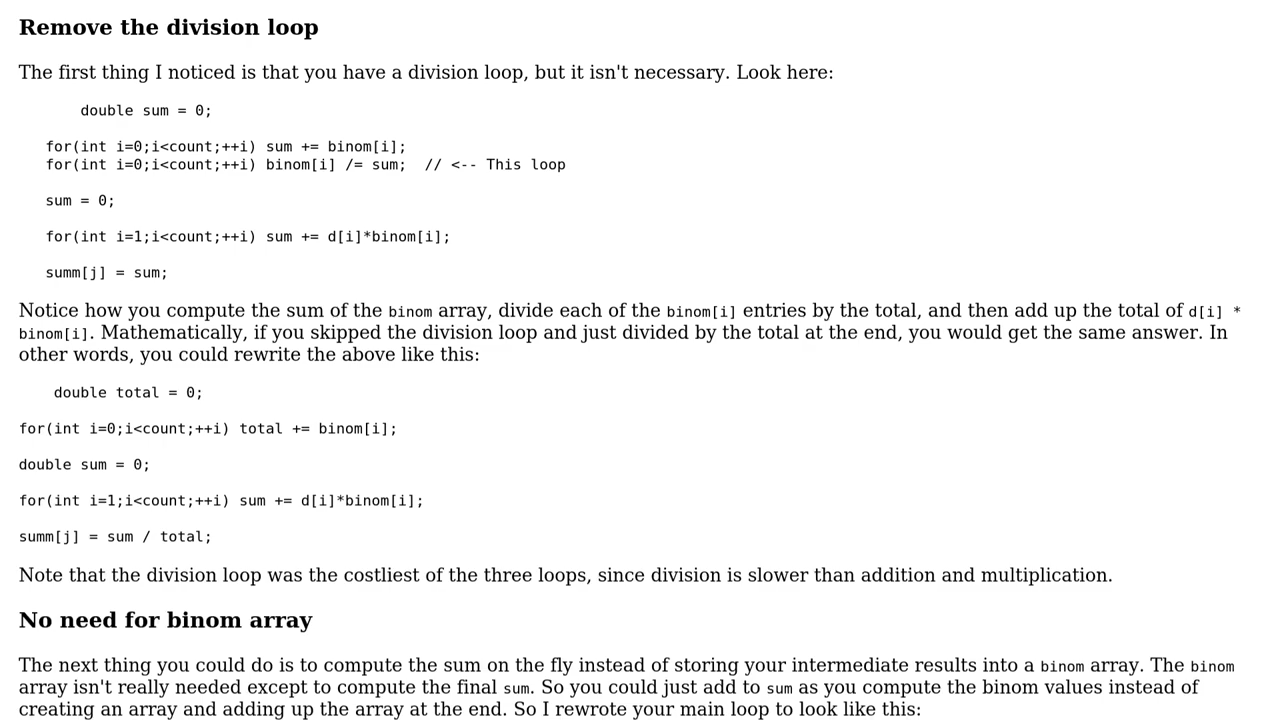 Remove the division loop
The first thing I noticed is that you have a division loop, but it isn't necessary. Look here:
double sum = 0;
for(int i=0;i<count;++i) sum += binom[i];
for(int i=0;i<count;++i) binom[i] /= sum;  // <-- This loop
sum = 0;
for(int i=1;i<count;++i) sum += d[i]*binom[i];
summ[j] = sum;
Notice how you compute the sum of the binom array, divide each of the binom[i] entries by the total, and then add up the total of d[i] *
binom[i]. Mathematically, if you skipped the division loop and just divided by the total at the end, you would get the same answer. In
other words, you could rewrite the above like this:
double total = 0;
for(int i=0;i<count;++i) total += binom[i];
double sum = 0;
for(int i=1;i<count;++i) sum += d[i]*binom[i];
summ[j] = sum / total;
Note that the division loop was the costliest of the three loops, since division is slower than addition and multiplication.
No need for binom array
The next thing you could do is to compute the sum on the fly instead of storing your intermediate results into a binom array. The binom
array isn't really needed except to compute the final sum. So you could just add to sum as you compute the binom values instead of
creating an array and adding up the array at the end. So I rewrote your main loop to look like this: